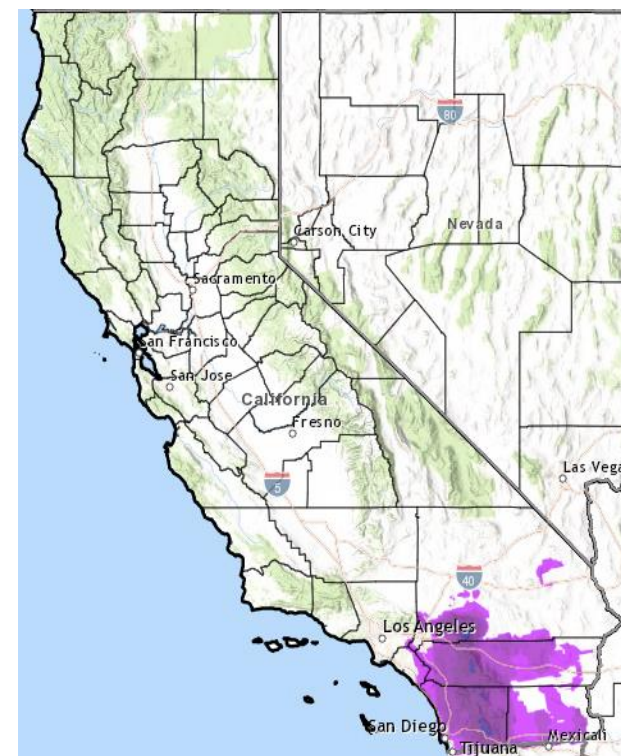 80
Nevada
Carson City
Sacramento
San Francisco
San Jose
California
Fresno
5
Las Vega
40
Los Angeles
San Diego
Mexicali
Tijuana